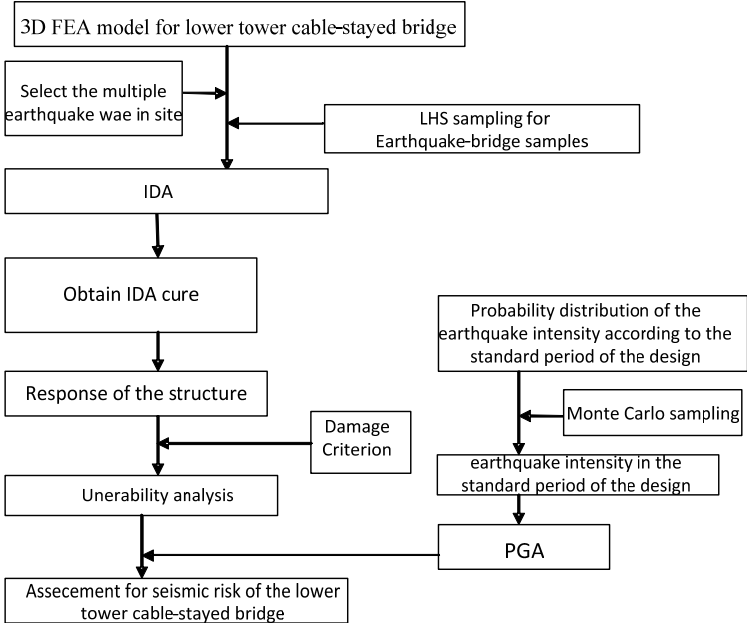 3D FEA model for lower tower cable-stayed bridge
Select the multiple
earthquake wae in site
LHS sampling for
Earthquake-bridge samples
IDA
Obtain IDA cure
Probability distribution of the
earthquake intensity according to the
standard period of the design
Response of the structure
Monte Carlo sampling
Damage
Criterion
earthquake intensity in the
standard period of the design
Unerability analysis
PGA
Assecement for seismic risk of the lower
tower cable-stayed bridge